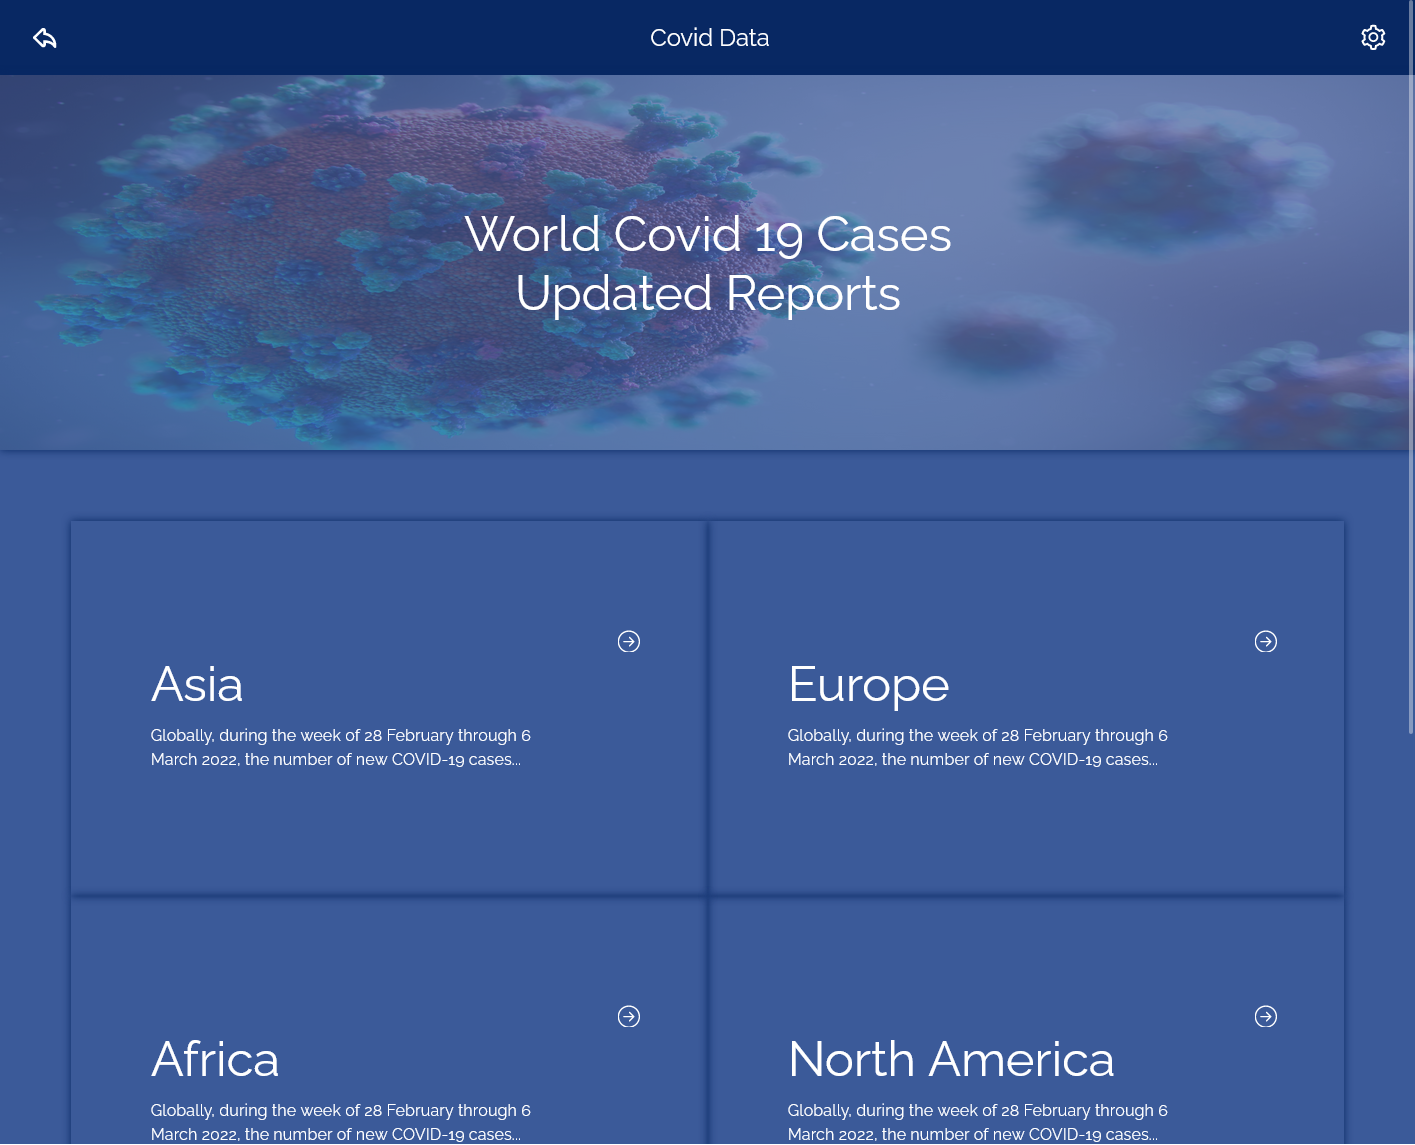 Covid Data
World Covid 19 Cases
Updated Reports
Asia
Globally, during the week of 28 February through 6
March 2022, the number of new COVID-19 cases...
Europe
Globally, during the week of 28 February through 6
March 2022, the number of new COVID-19 cases...
Africa
Globally, during the week of 28 February through 6
March 2022, the number of new COVID-19 cases...
North America
Globally, during the week of 28 February through 6
March 2022, the number of new COVID-19 cases...